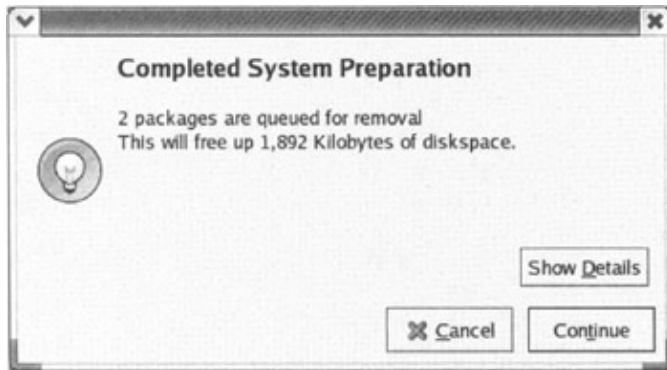 Completed System Preparation
2 packages are queued for removal
This will free up 1,892 Kilobytes of diskspace.
Show Details
Cancel
Continue